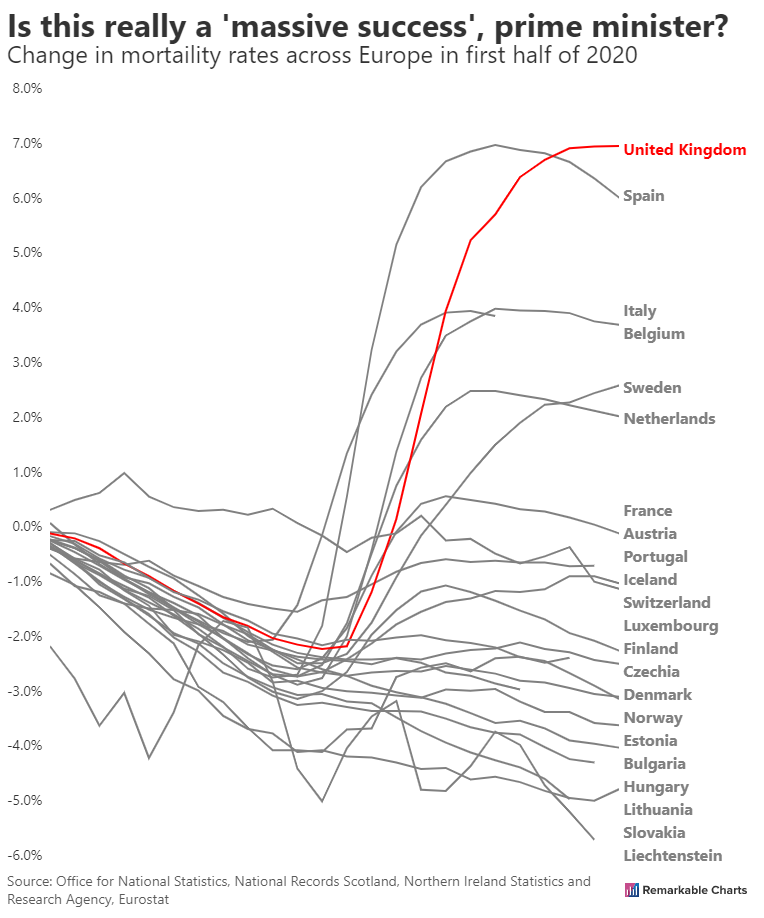 Is this really a 'massive success', prime minister?
Change in mortaility rates across Europe in first half of 2020
8.0%
7.0%
United Kingdom
6.0%
Spain
5.0%
4.0%
Italy
Belgium
3.0%
Sweden
2.0%
Netherlands
1.0%
France
0.0%
Austria
Portugal
-1.0%
Iceland
Switzerland
Luxembourg
-2.0%
Finland
Czechia
-3.0%
Denmark
Norway
Estonia
-4.0%
Bulgaria
Hungary
-5.0%
Lithuania
Slovakia
-6.0%
Liechtenstein
Source: Office for National Statistics, National Records Scotland, Northern Ireland Statistics and
Research Agency, Eurostat
Remarkable Charts